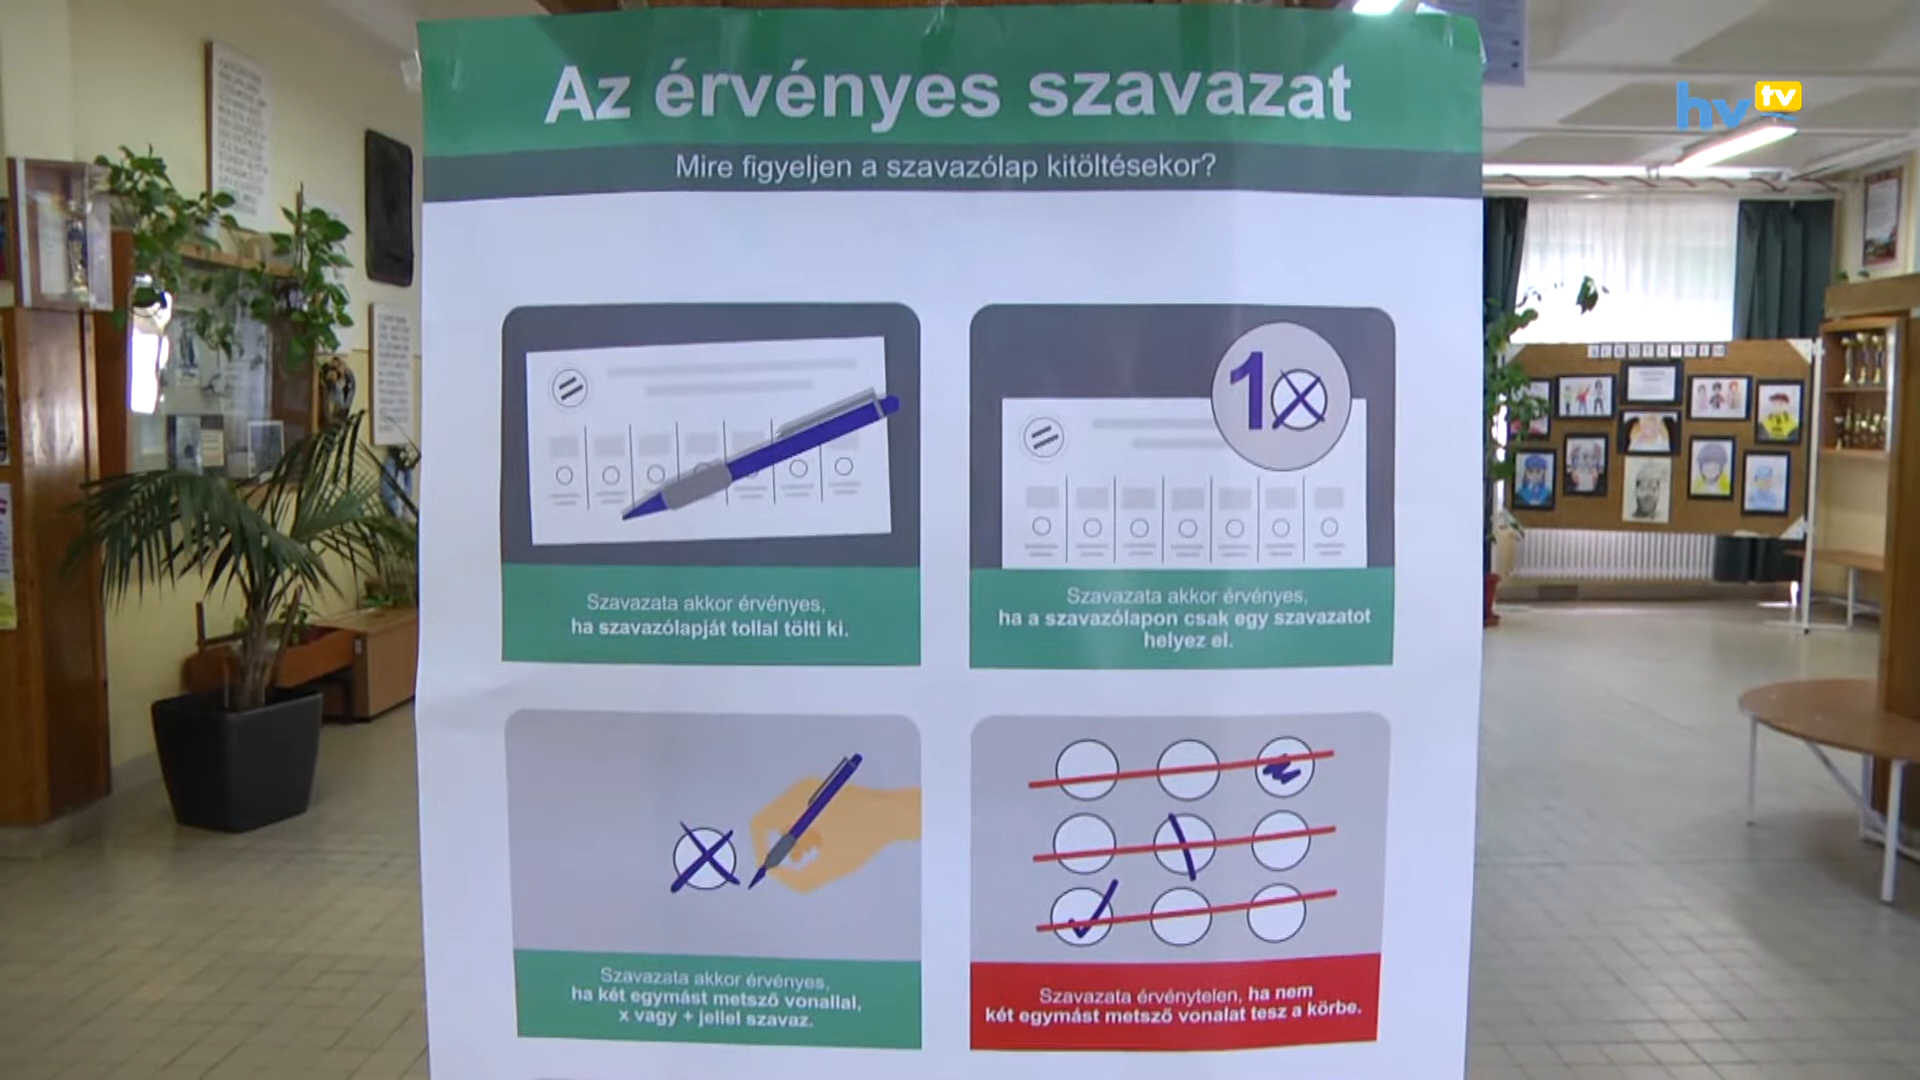 Az érvényes szavazat
hv tv
Mire figyeljen a szavazólap kitöltésekor?
1
Szavazata akkor érvényes,
ha szavazólapját tollal tölti ki.
Szavazata akkor érvényes,
ha a szavazólapon csak egy szavazatot
helyez el.
Szavazata akkor érvényes,
ha két egymást metsző vonallal,
x vagy + jellel szavaz.
Szavazata érvénytelen, ha nem
két egymást metsző vonalat tesz a körbe.